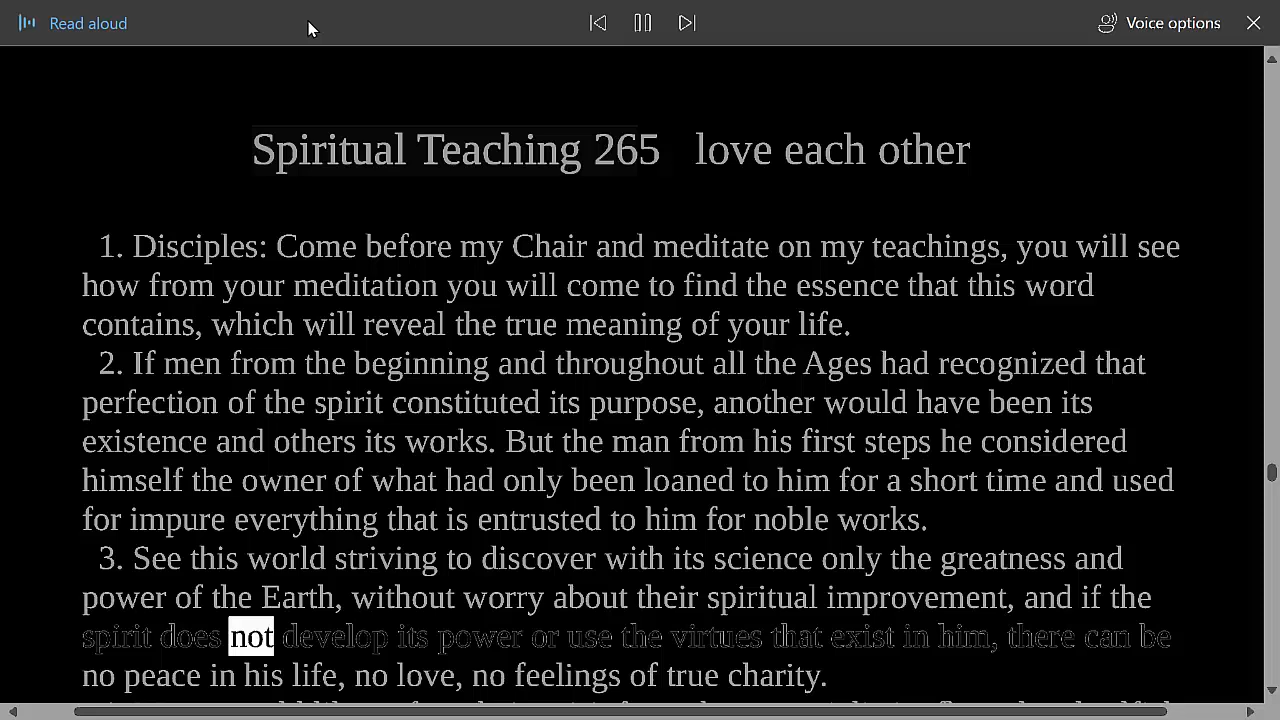 Read aloud
Voice options
Spiritual Teaching 265 love each other
1. Disciples: Come before my Chair and meditate on my teachings, you will see
how from your meditation you will come to find the essence that this word
contains, which will reveal the true meaning of your life.
2. If men from the beginning and throughout all the Ages had recognized that
perfection of the spirit constituted its purpose, another would have been its
existence and others its works. But the man from his first steps he considered
himself the owner of what had only been loaned to him for a short time and used
for impure everything that is entrusted to him for noble works.
3. See this world striving to discover with its science only the greatness and
power of the Earth, without worry about their spiritual improvement, and if the
spirit does not develop its power or use the virtues that exist in him, there can be
no peace in his life, no love, no feelings of true charity.